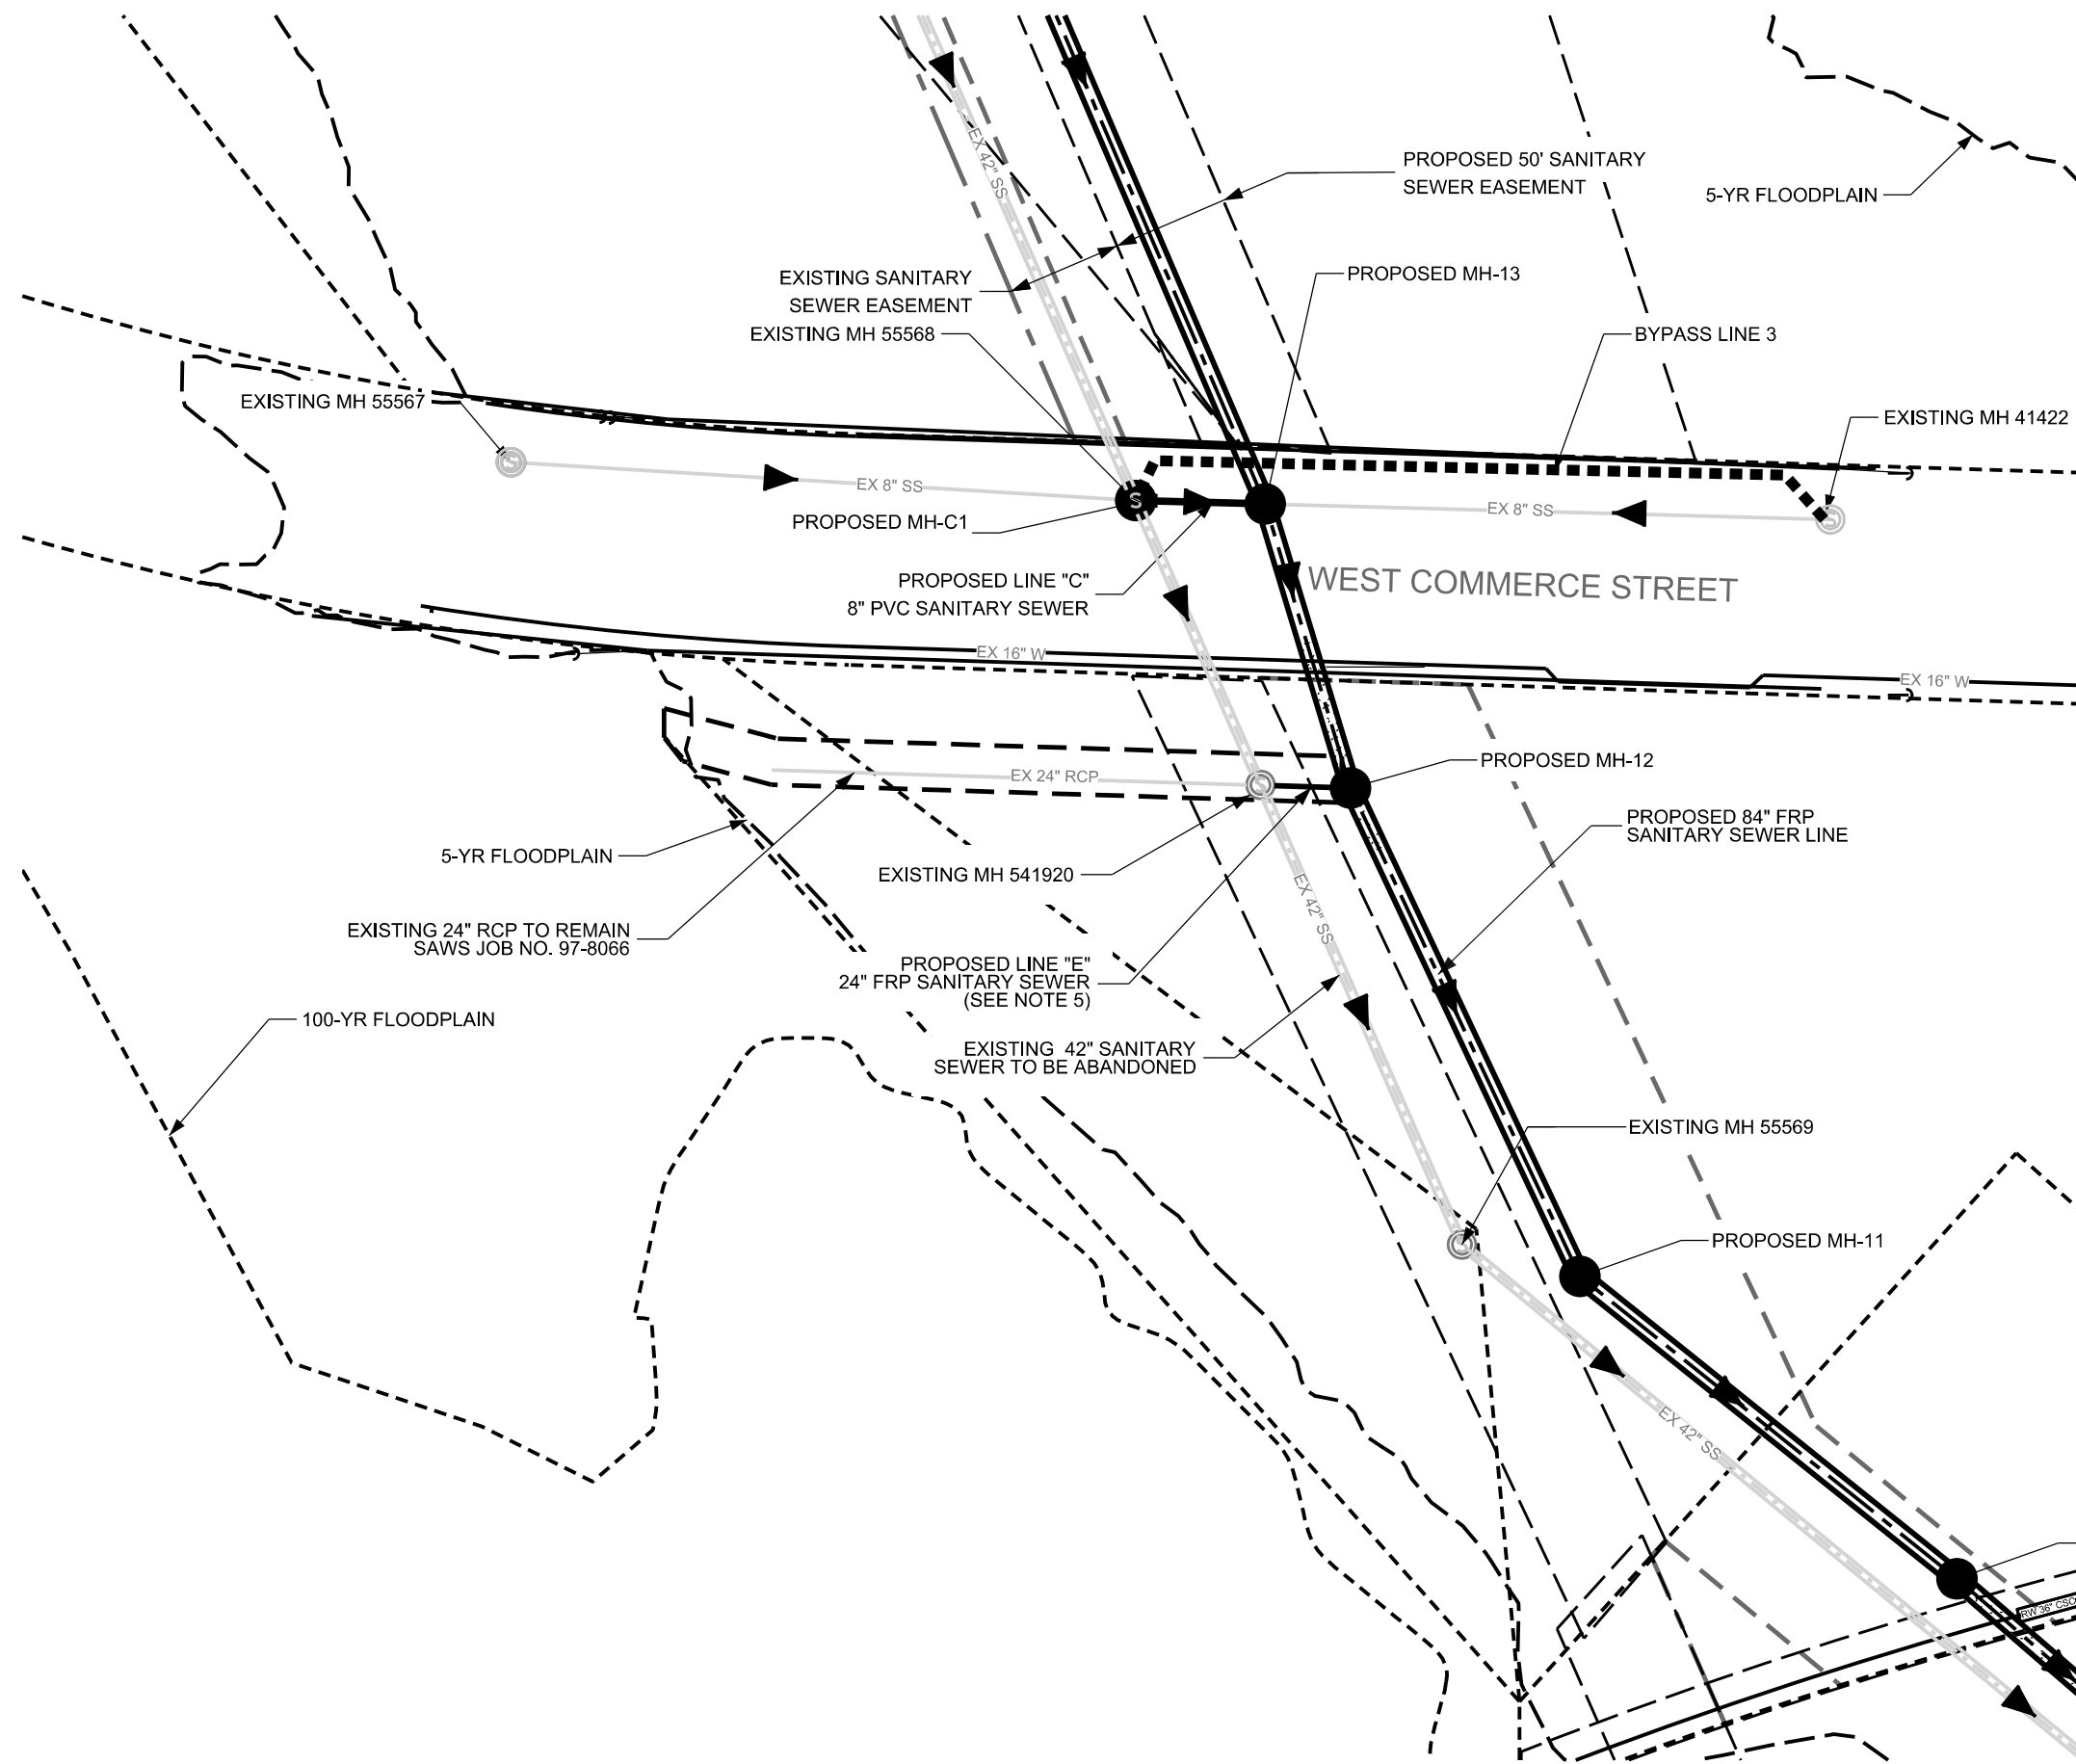 EX 42" SS
PROPOSED 50' SANITARY
SEWER EASEMENT
5-YR FLOODPLAIN
EXISTING SANITARY
SEWER EASEMENT
PROPOSED MH-13
EXISTING MH 55568
BYPASS LINE 3
EXISTING MH 55567
EXISTING MH 41422
EX 8" SS
S
EX 8" SS
PROPOSED MH-C1
PROPOSED LINE "C"
8" PVC SANITARY SEWER
WEST COMMERCE STREET
EX 16" W
EX 16" W
PROPOSED MH-12
EX 24" RCP
PROPOSED 84" FRP
SANITARY SEWER LINE
5-YR FLOODPLAIN
EXISTING MH 541920
EX 42" SS
EXISTING 24" RCP TO REMAIN
SAWS JOB NO. 97-8066
PROPOSED LINE "E"
24" FRP SANITARY SEWER
(SEE NOTE 5)
100-YR FLOODPLAIN
EXISTING 42" SANITARY
SEWER TO BE ABANDONED
EXISTING MH 55569
PROPOSED MH-11
EX 42" SS
RW 36" CSO